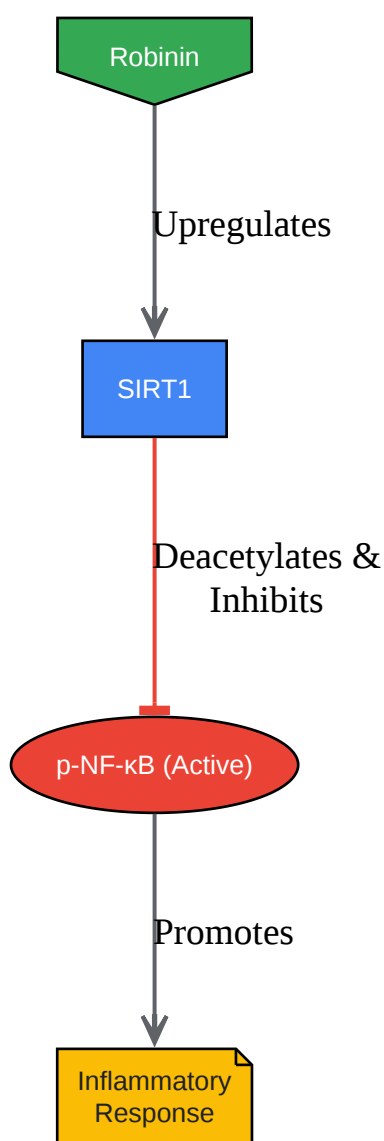 Robinin
Upregulates
SIRT1
Deacetylates &
Inhibits
p-NF-κB (Active)
Promotes
Inflammatory
Response